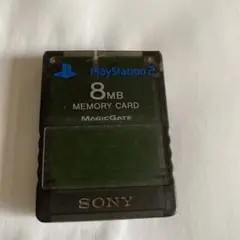 PlayStation 2
8MB
MEMORY CARD
MAGICGATE
SONY